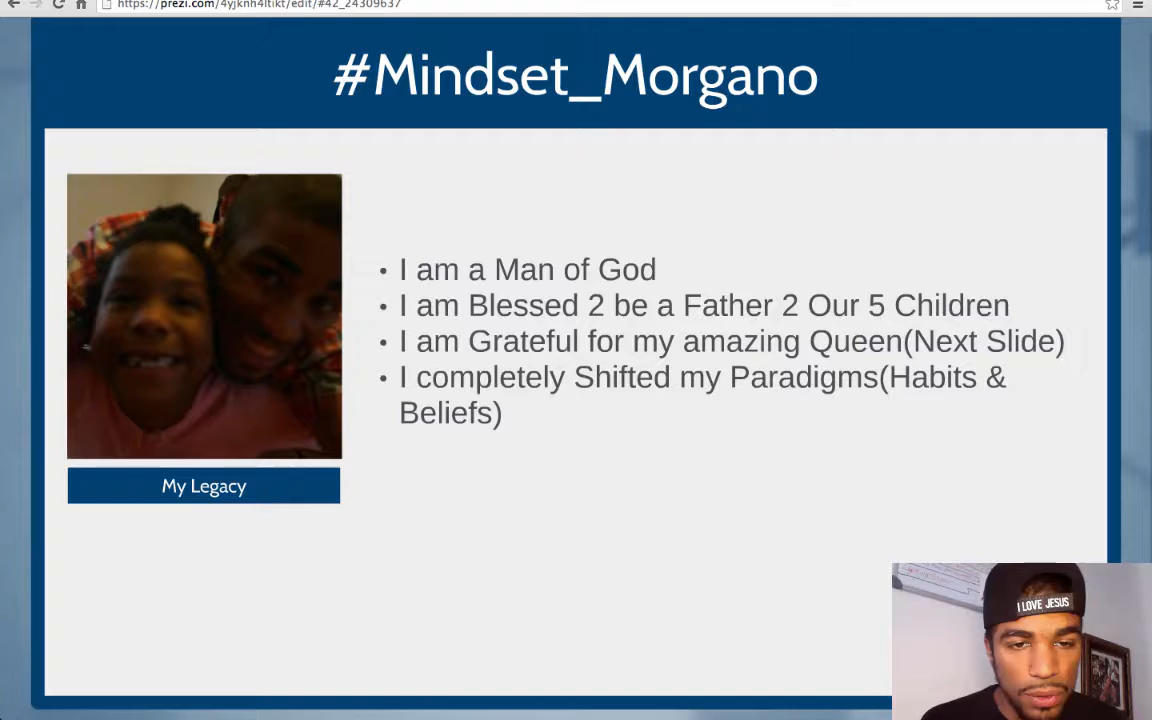 https://prezi.com/4yjknh4ltikt/edit/#42_24309637
#Mindset_Morgano
• I am a Man of God
• I am Blessed 2 be a Father 2 Our 5 Children
• I am Grateful for my amazing Queen(Next Slide)
• I completely Shifted my Paradigms(Habits &
Beliefs)
My Legacy
I LOVE JESUS